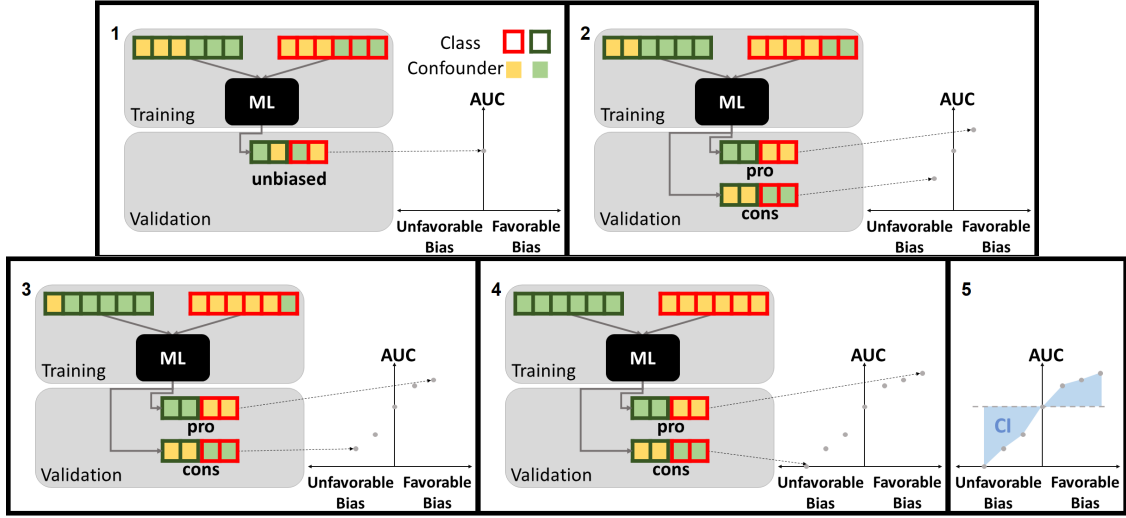 1
Class
Confounder
ML
Training
AUC
unbiased
Validation
Unfavorable Favorable
Bias Bias
2
ML
Training
AUC
pro
cons
Validation
Unfavorable Favorable
Bias Bias
3
ML
Training
AUC
pro
cons
Validation
Unfavorable Favorable
Bias Bias
4
ML
Training
AUC
pro
cons
Validation
Unfavorable Favorable
Bias Bias
5
AUC
CI
Unfavorable Favorable
Bias Bias